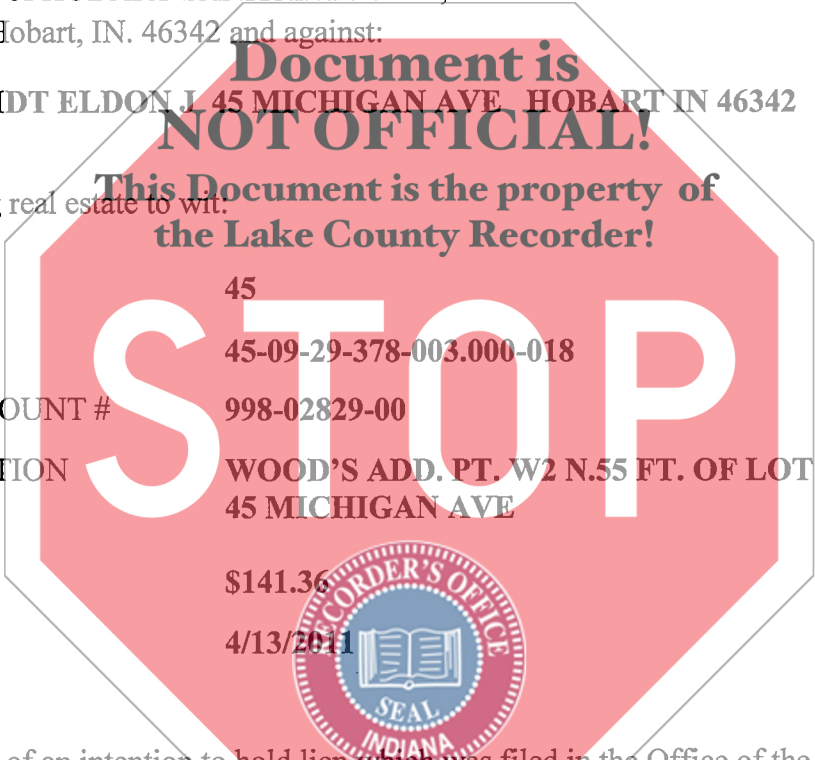 Hobart, IN. 46342 and against:
Document is
IDT ELDON J. 45 MICHIGAN AVE HOBART IN 46342
NOT OFFICIAL!
This Document is the property of
real estate to wit:
the Lake County Recorder!
45
STOP
45-09-29-378-003.000-018
OUNT # 998-02829-00
TION WOOD'S ADD. PT. W2 N.55 FT. OF LOT
45 MICHIGAN AVE
$141.36
4/13/2011
RECORDER'S OFFICE
SEAL
INDIANA
of an intention to hold lien which was filed in the Office of the